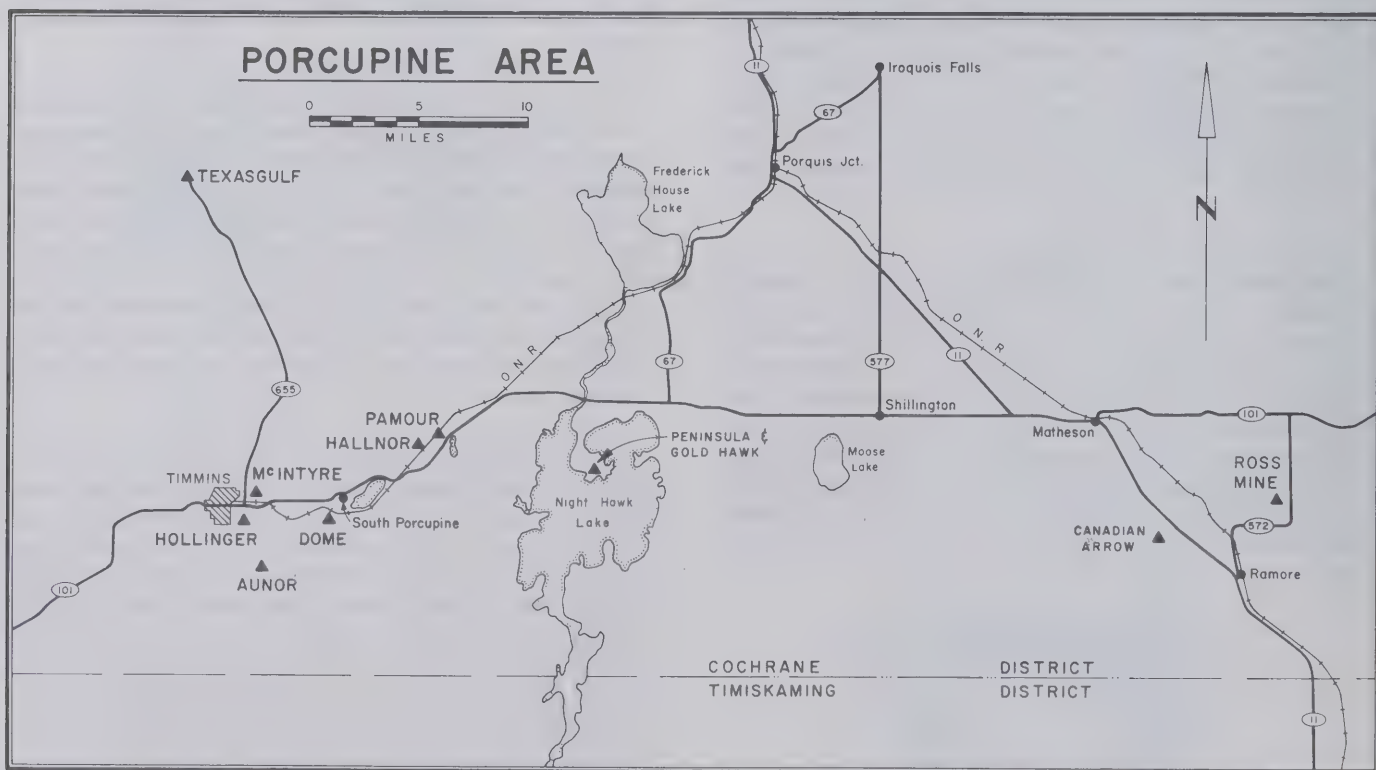 PORCUPINE AREA
0 5 10
MILES
11
Iroquois Falls
67
Porquis Jct.
N
TEXASGULF
Frederick
House
Lake
O. N. R
655
67
577
11
O. N. R
Shillington
PAMOUR
HALLNOR
PENINSULA &
GOLD HAWK
Matheson
101
Moose
Lake
TIMMINS
McINTYRE
ROSS
MINE
Night Hawk
Lake
South Porcupine
HOLLINGER
DOME
572
CANADIAN
ARROW
AUNOR
101
Ramore
COCHRANE DISTRICT
TIMISKAMING DISTRICT
11